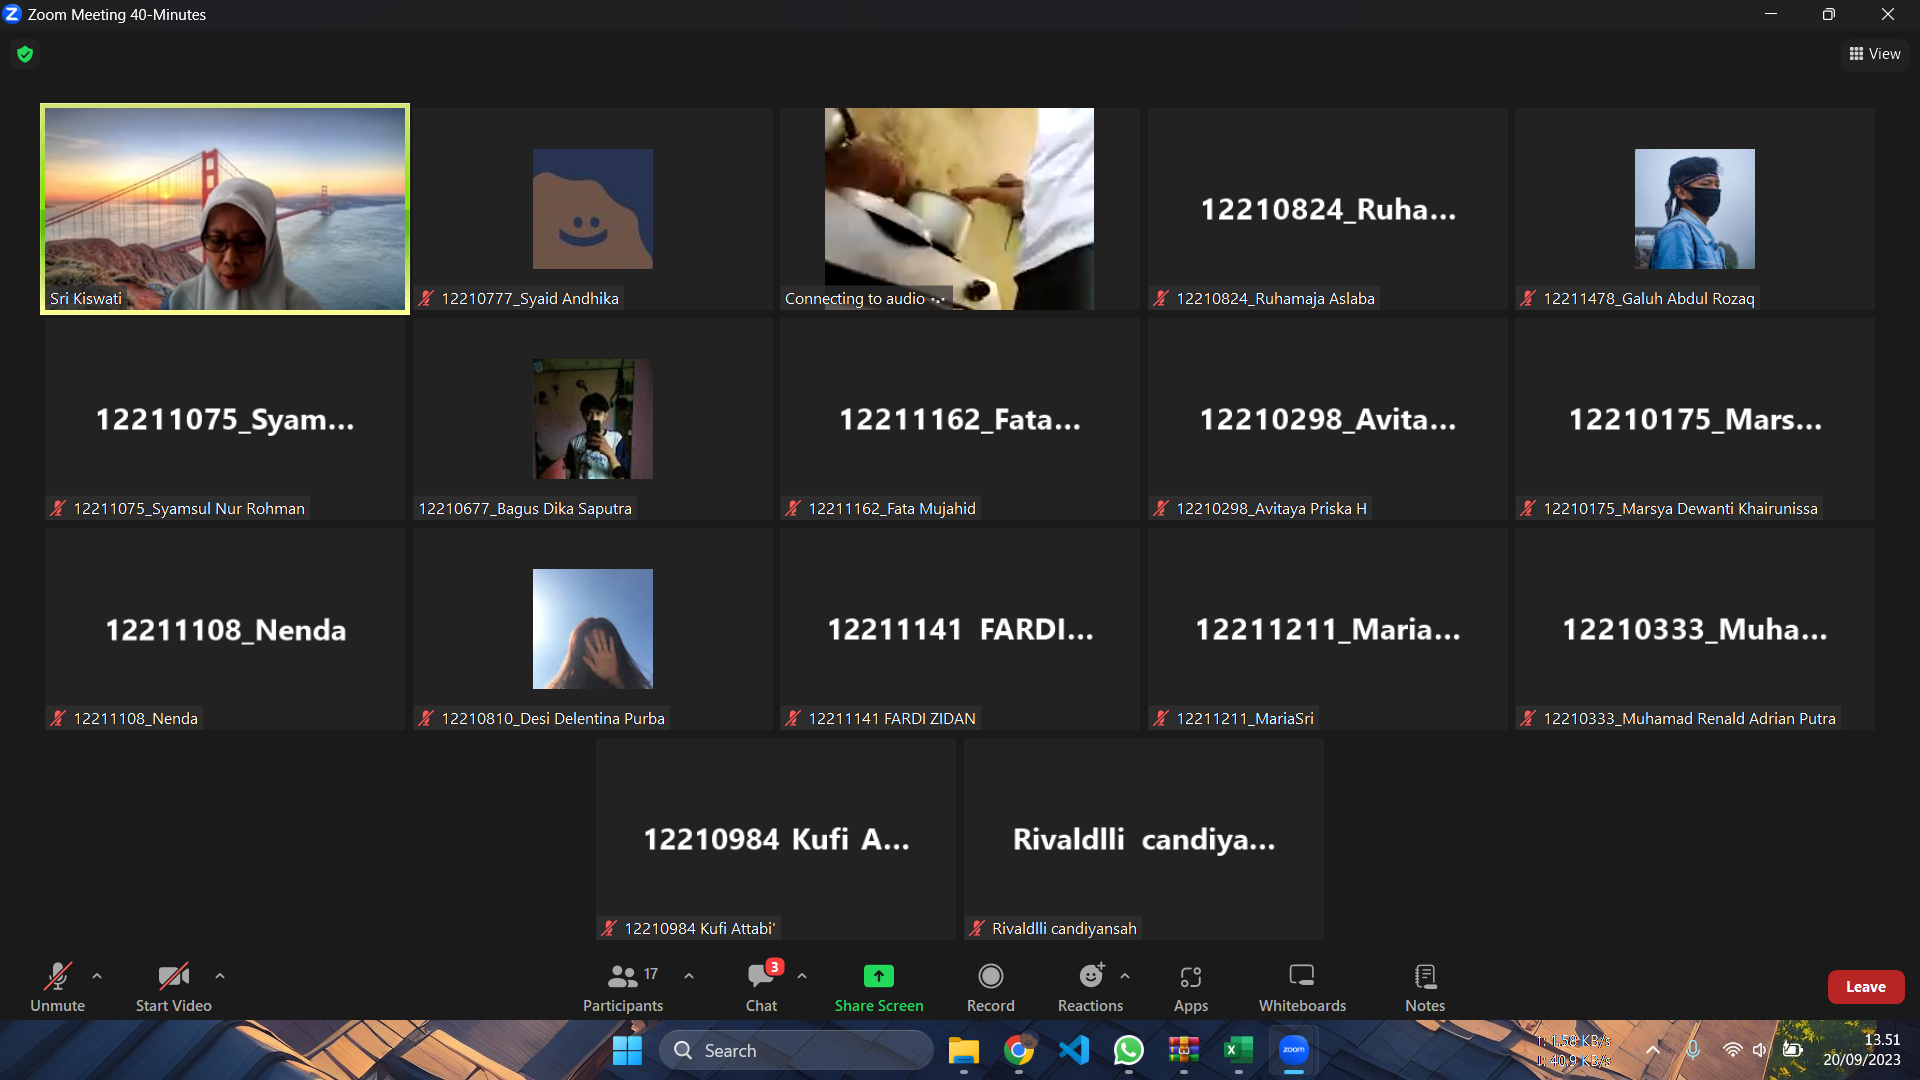 Zoom Meeting 40-Minutes
View
Sri Kiswati
12210777_Syaid Andhika
Connecting to audio ...
12210824_Ruha...
12210824_Ruhamaja Aslaba
12211478_Galuh Abdul Rozaq
12211075_Syam...
12211075_Syamsul Nur Rohman
12210677_Bagus Dika Saputra
12211162_Fata...
12211162_Fata Mujahid
12210298_Avita...
12210298_Avitaya Priska H
12210175_Mars...
12210175_Marsya Dewanti Khairunissa
12211108_Nenda
12211108_Nenda
12210810_Desi Delentina Purba
12211141 FARDI...
12211141 FARDI ZIDAN
12211211_Maria...
12211211_MariaSri
12210333_Muha...
12210333_Muhamad Renald Adrian Putra
12210984 Kufi A...
12210984 Kufi Attabi'
Rivaldlli candiya...
Rivaldlli candiyansah
Unmute
Start Video
17
Participants
3
Chat
Share Screen
Record
Reactions
Apps
Whiteboards
Notes
Leave
Search
zoom
↑: 1.58 KB/s
↓: 40.9 KB/s
13.51
20/09/2023